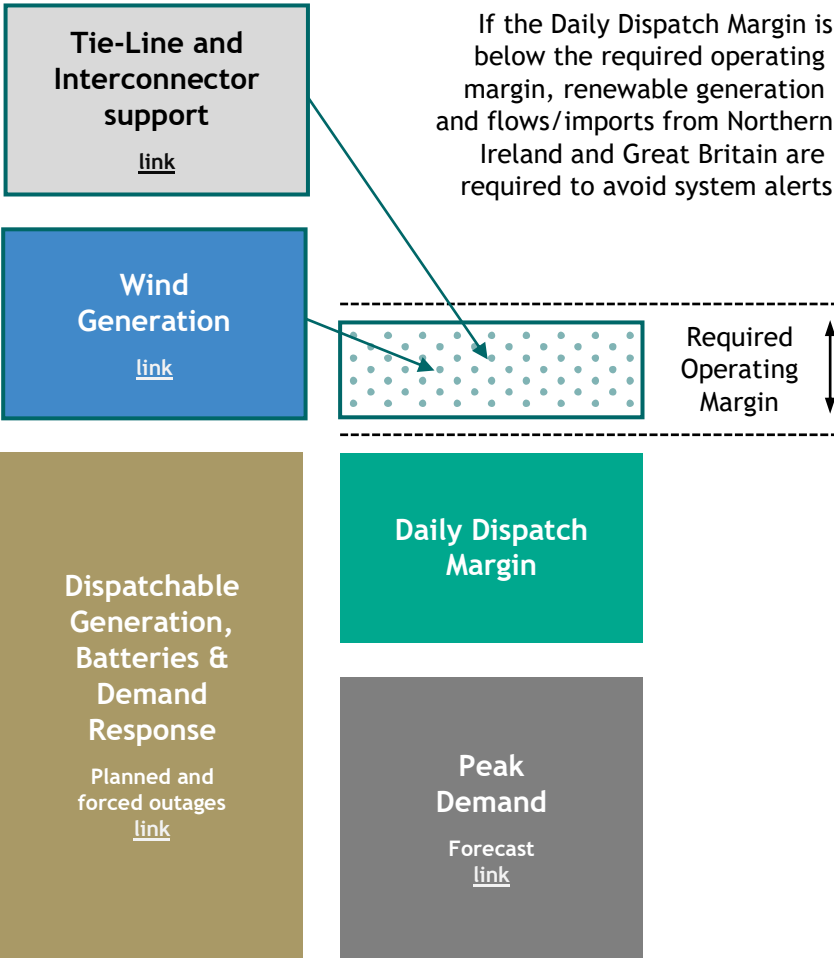 Tie-Line and
Interconnector
support
link
If the Daily Dispatch Margin is
below the required operating
margin, renewable generation
and flows/imports from Northern
Ireland and Great Britain are
required to avoid system alerts
Wind
Generation
link
Required
Operating
Margin
Daily Dispatch
Margin
Dispatchable
Generation,
Batteries &
Demand
Response
Planned and
forced outages
link
Peak
Demand
Forecast
link